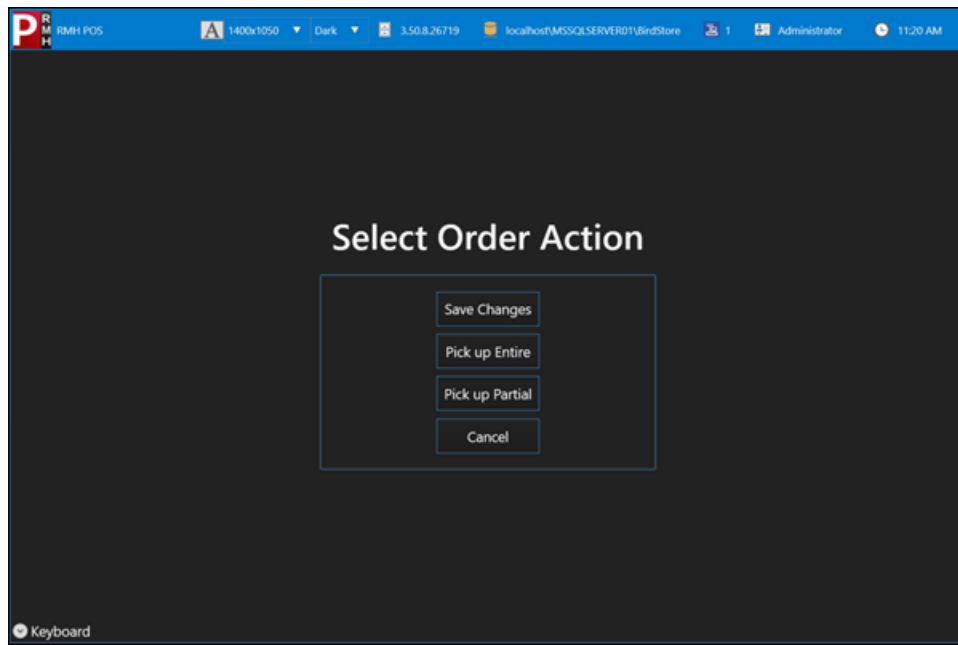 P RMH RMH POS A 1400x1050 Dark 3.50.8.26719 localhost\MSSQLSERVER01\BirdStore 1 Administrator 11:20 AM
Select Order Action
Save Changes
Pick up Entire
Pick up Partial
Cancel
Keyboard